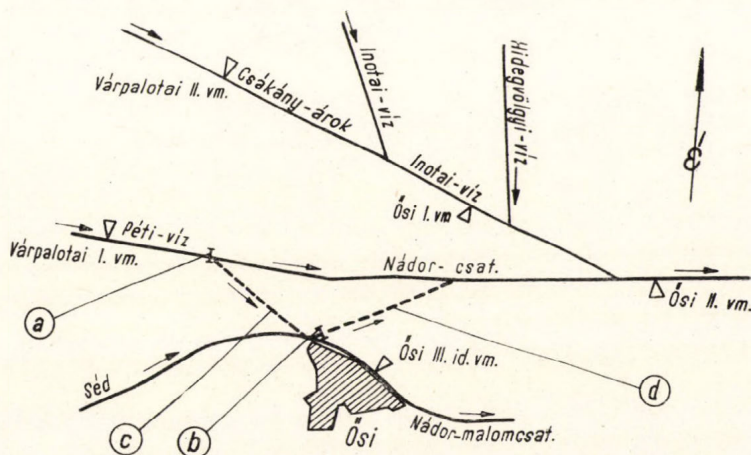 Inotai-víz
Hidegvölgyi-víz
Csákány-árok
Várpalotai II. vm.
É
Inotai-víz
Ősi I. vm
Péti-víz
Várpalotai I. vm.
Nádor-csat.
Ősi II. vm.
a
Ősi III. id. vm.
d
Séd
c
b
Ősi
Nádor-malomcsat.